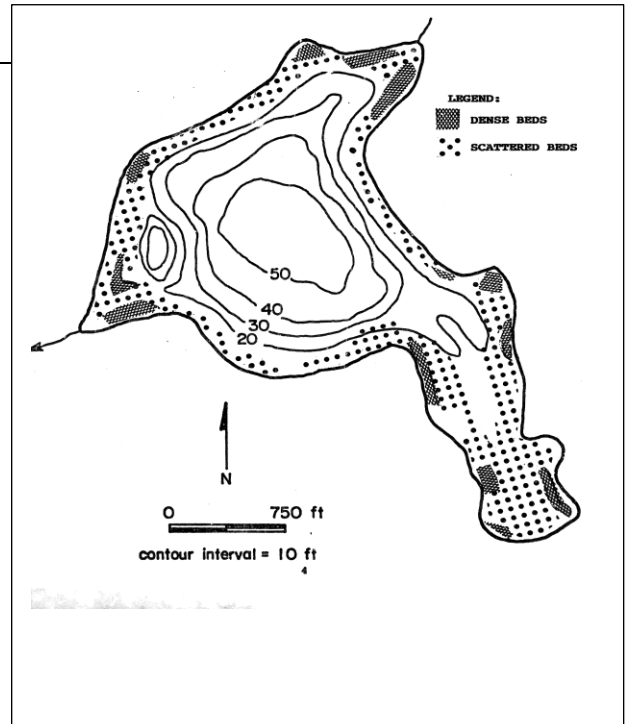 LEGEND:
DENSE BEDS
SCATTERED BEDS
50
40
30
20
N
0 750 ft
contour interval = 10 ft
4